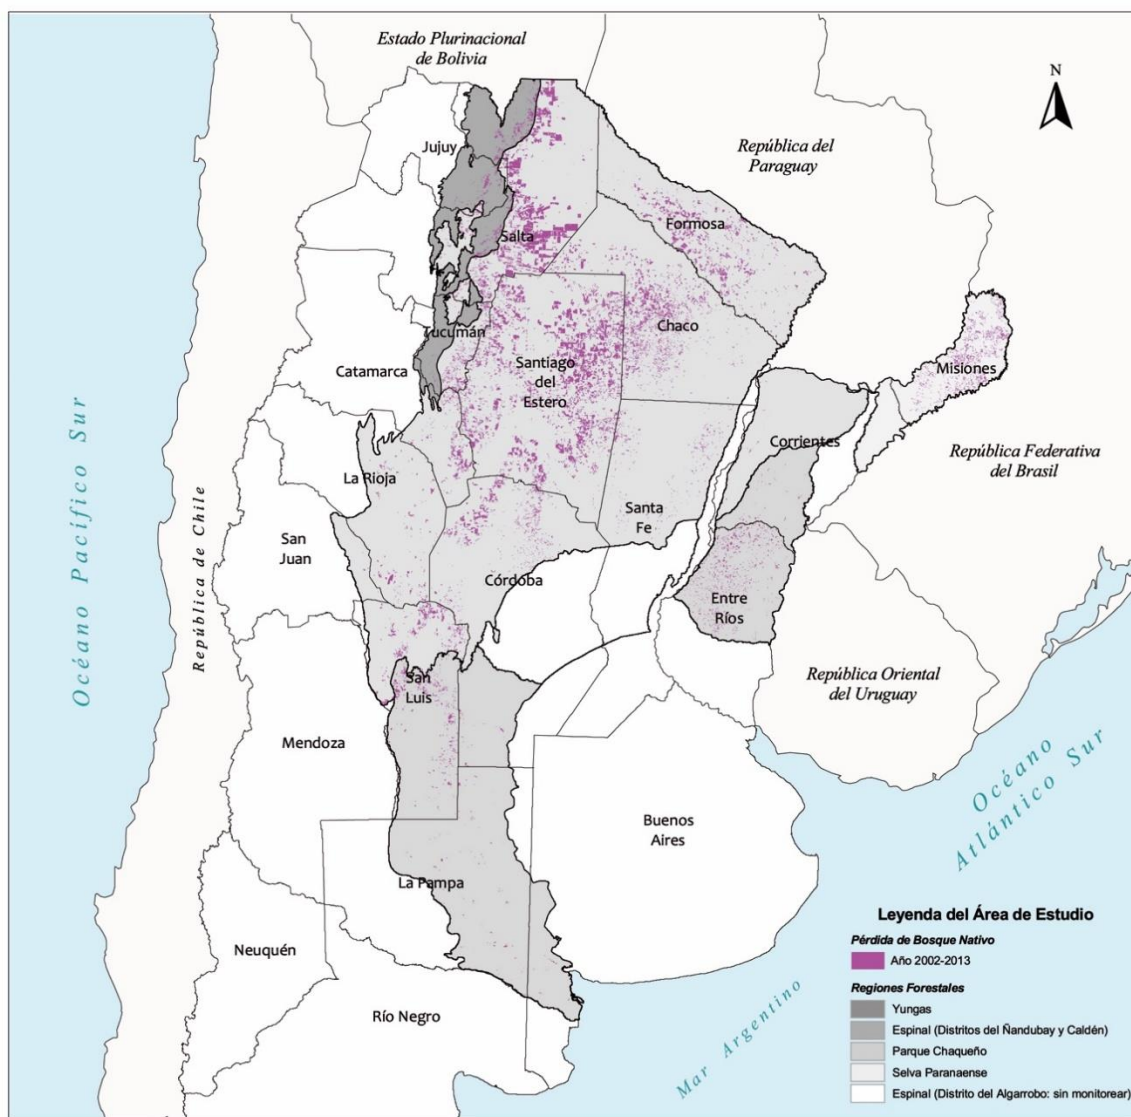 Estado Plurinacional
de Bolivia
N
República del
Paraguay
Jujuy
Formosa
Salta
Chaco
Tucumán
Santiago
del
Estero
Misiones
Catamarca
Corrientes
República Federativa
del Brasil
La Rioja
Santa
Fe
San
Juan
Océano Pacífico Sur
República de Chile
Córdoba
Entre
Ríos
República Oriental
del Uruguay
San
Luis
Mendoza
Océano
Atlántico Sur
Buenos
Aires
La Pampa
Neuquén
Río Negro
Mar Argentino
Leyenda del Área de Estudio
Pérdida de Bosque Nativo
Año 2002-2013
Regiones Forestales
Yungas
Espinal (Distritos del Ñandubay y Caldén)
Parque Chaqueño
Selva Paranaense
Espinal (Distrito del Algarrobo: sin monitorear)